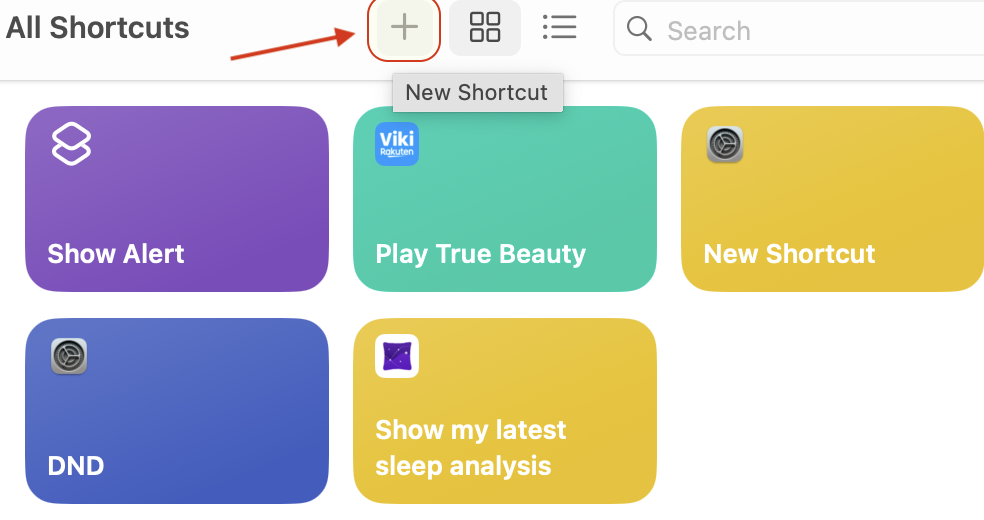 All Shortcuts
Search
New Shortcut
Viki
Rakuten
Show Alert
Play True Beauty
New Shortcut
DND
Show my latest
sleep analysis